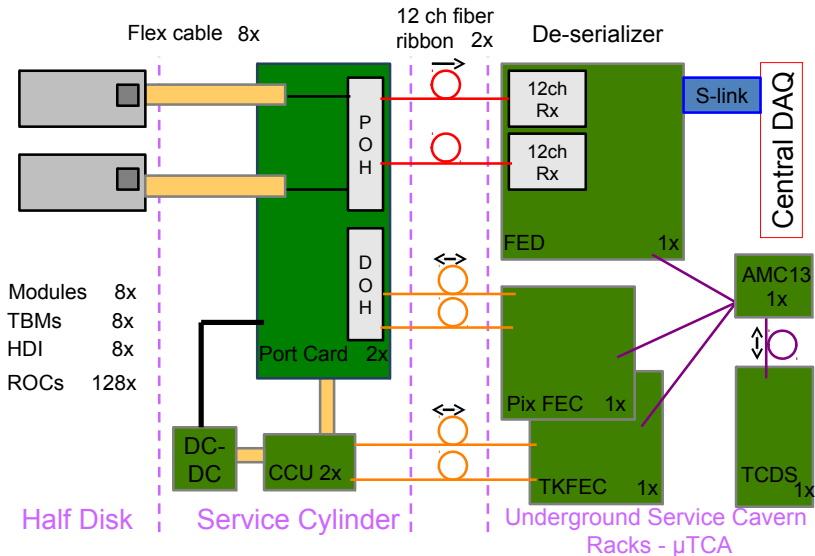 Flex cable 8x
12 ch fiber
ribbon 2x
De-serializer
12ch
Rx
S-link
Central DAQ
POH
12ch
Rx
FED 1x
DOH
AMC13
1x
Modules 8x
TBMs 8x
HDI 8x
ROCs 128x
Port Card 2x
Pix FEC 1x
DC-
DC
CCU 2x
TKFEC 1x
TCDS
1x
Half Disk
Service Cylinder
Underground Service Cavern
Racks - µTCA